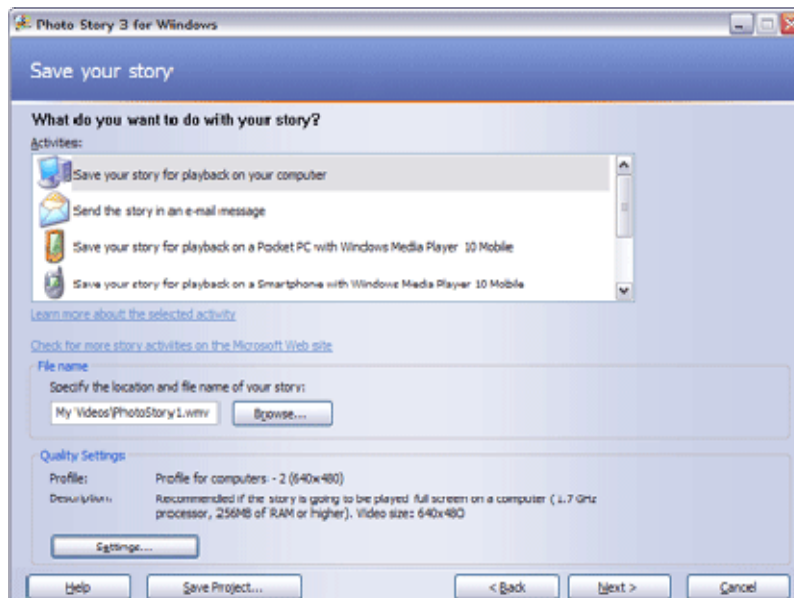 Photo Story 3 for Windows
Save your story
What do you want to do with your story?
Activities:
Save your story for playback on your computer
Send the story in an e-mail message
Save your story for playback on a Pocket PC with Windows Media Player 10 Mobile
Save your story for playback on a Smartphone with Windows Media Player 10 Mobile
Learn more about the selected activity
Check for more story activities on the Microsoft Web site
File name
Specify the location and file name of your story:
My Videos\PhotoStory1.wmv Browse...
Quality Settings
Profile: Profile for computers - 2 (640x480)
Description: Recommended if the story is going to be played full screen on a computer (1.7 GHz
processor, 256MB of RAM or higher). Video size: 640x480
Settings...
Help Save Project... < Back Next > Cancel